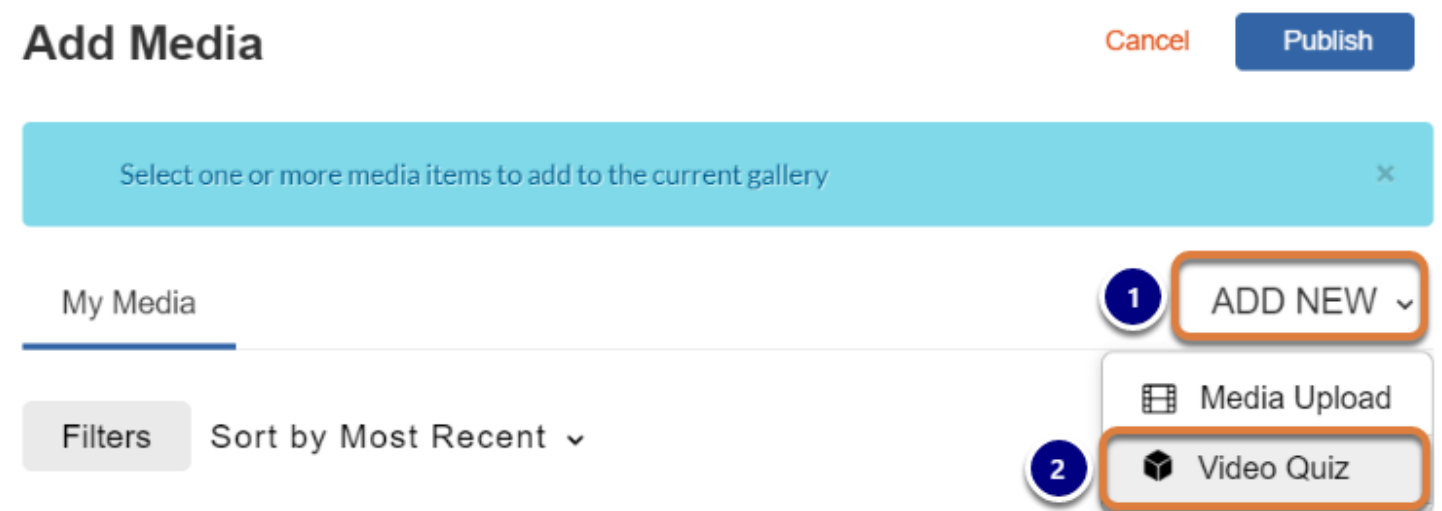 Add Media
Cancel
Publish
Select one or more media items to add to the current gallery
×
My Media
1
ADD NEW
Media Upload
Filters
Sort by Most Recent
2
Video Quiz